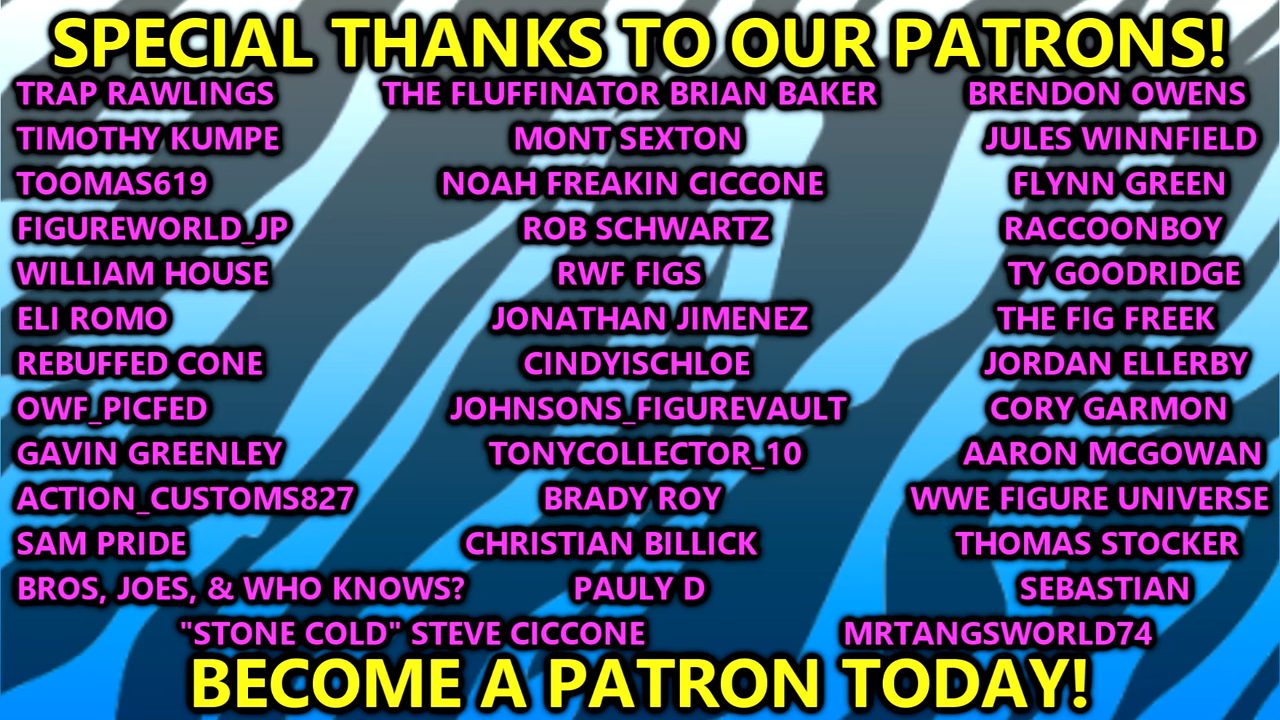 SPECIAL THANKS TO OUR PATRONS!
TRAP RAWLINGS THE FLUFFINATOR BRIAN BAKER BRENDON OWENS
TIMOTHY KUMPE MONT SEXTON JULES WINNFIELD
TOOMAS619 NOAH FREAKIN CICCONE FLYNN GREEN
FIGUREWORLD_JP ROB SCHWARTZ RACCOONBOY
WILLIAM HOUSE RWF FIGS TY GOODRIDGE
ELI ROMO JONATHAN JIMENEZ THE FIG FREEK
REBUFFED CONE CINDYISCHLOE JORDAN ELLERBY
OWF_PICFED JOHNSONS_FIGUREVAULT CORY GARMON
GAVIN GREENLEY TONYCOLLECTOR_10 AARON MCGOWAN
ACTION_CUSTOMS827 BRADY ROY WWE FIGURE UNIVERSE
SAM PRIDE CHRISTIAN BILLICK THOMAS STOCKER
BROS, JOES, & WHO KNOWS? PAULY D SEBASTIAN
"STONE COLD" STEVE CICCONE MRTANGSWORLD74
BECOME A PATRON TODAY!